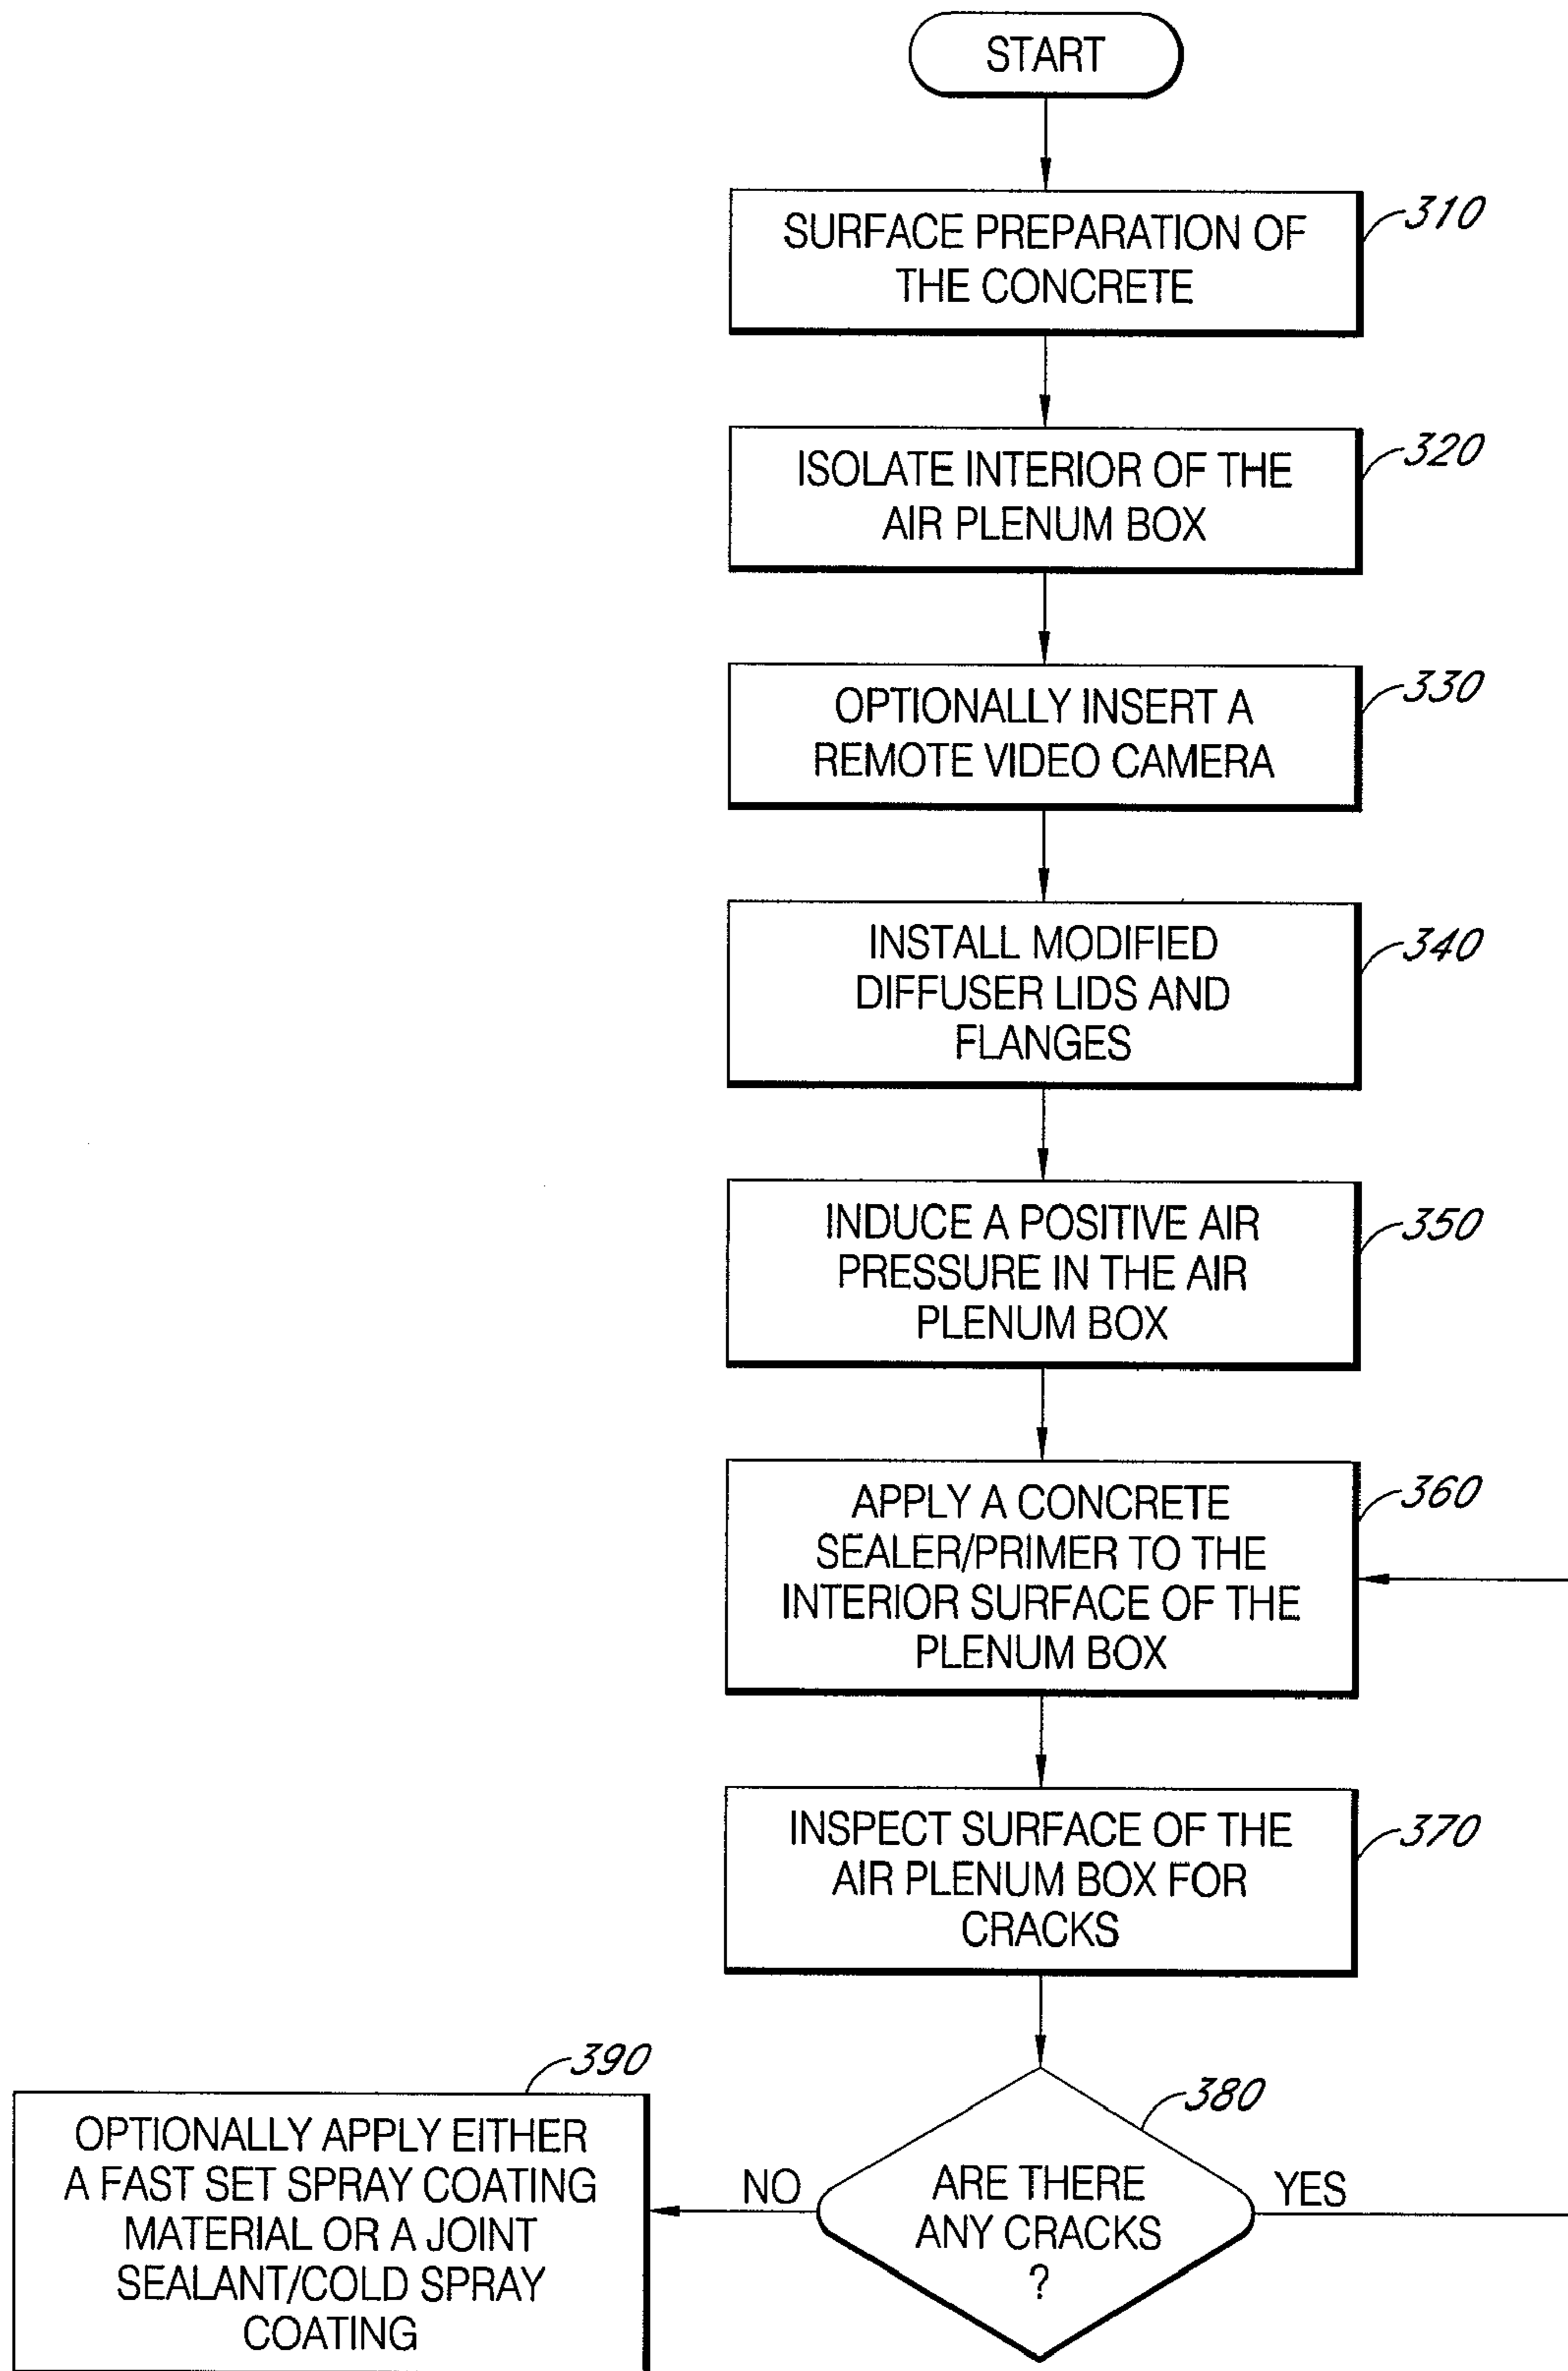 START
310
SURFACE PREPARATION OF
THE CONCRETE
320
ISOLATE INTERIOR OF THE
AIR PLENUM BOX
330
OPTIONALLY INSERT A
REMOTE VIDEO CAMERA
340
INSTALL MODIFIED
DIFFUSER LIDS AND
FLANGES
350
INDUCE A POSITIVE AIR
PRESSURE IN THE AIR
PLENUM BOX
360
APPLY A CONCRETE
SEALER/PRIMER TO THE
INTERIOR SURFACE OF THE
PLENUM BOX
370
INSPECT SURFACE OF THE
AIR PLENUM BOX FOR
CRACKS
380
ARE THERE
ANY CRACKS
?
NO
YES
390
OPTIONALLY APPLY EITHER
A FAST SET SPRAY COATING
MATERIAL OR A JOINT
SEALANT/COLD SPRAY
COATING